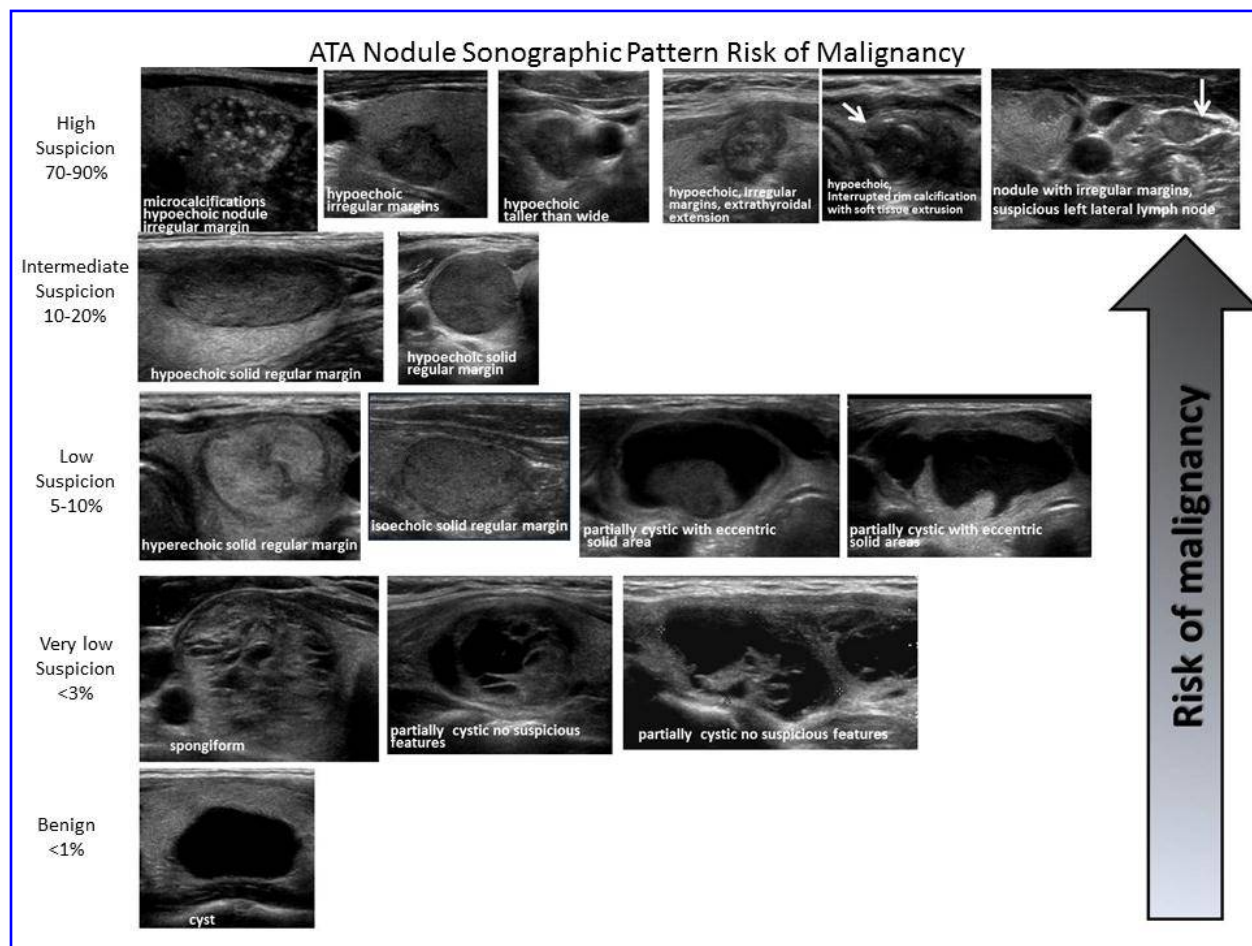 ATA Nodule Sonographic Pattern Risk of Malignancy
High
Suspicion
70-90%
microcalcifications
hypoechoic nodule
irregular margin
hypoechoic
irregular margins
hypoechoic
taller than wide
hypoechoic, Irregular
margins, extrathyroidal
extension
hypoechoic,
Interrupted rim calcification
with soft tissue extrusion
nodule with irregular margins,
suspicious left lateral lymph node
Intermediate
Suspicion
10-20%
hypoechoic solid regular margin
hypoechoic solid
regular margin
Low
Suspicion
5-10%
hyperechoic solid regular margin
isoechoic solid regular margin
partially cystic with eccentric
solid area
partially cystic with eccentric
solid areas
Very low
Suspicion
<3%
spongiform
partially cystic no suspicious
features
partially cystic no suspicious features
Benign
<1%
cyst
Risk of malignancy